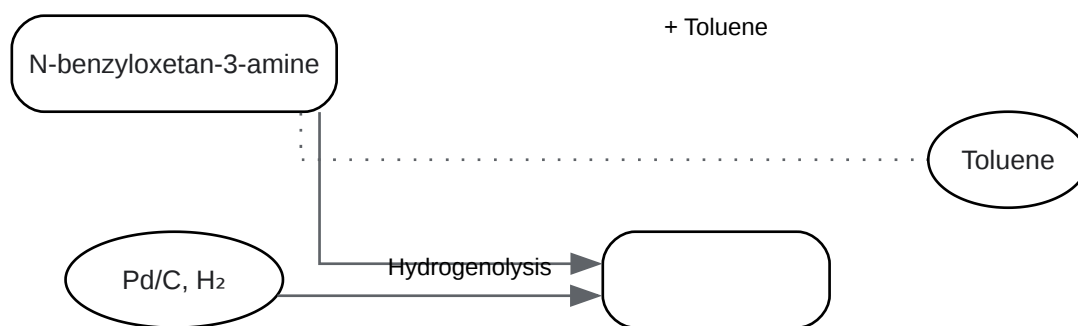 + Toluene
N-benzyloxetan-3-amine
Toluene
Hydrogenolysis
Pd/C, H₂